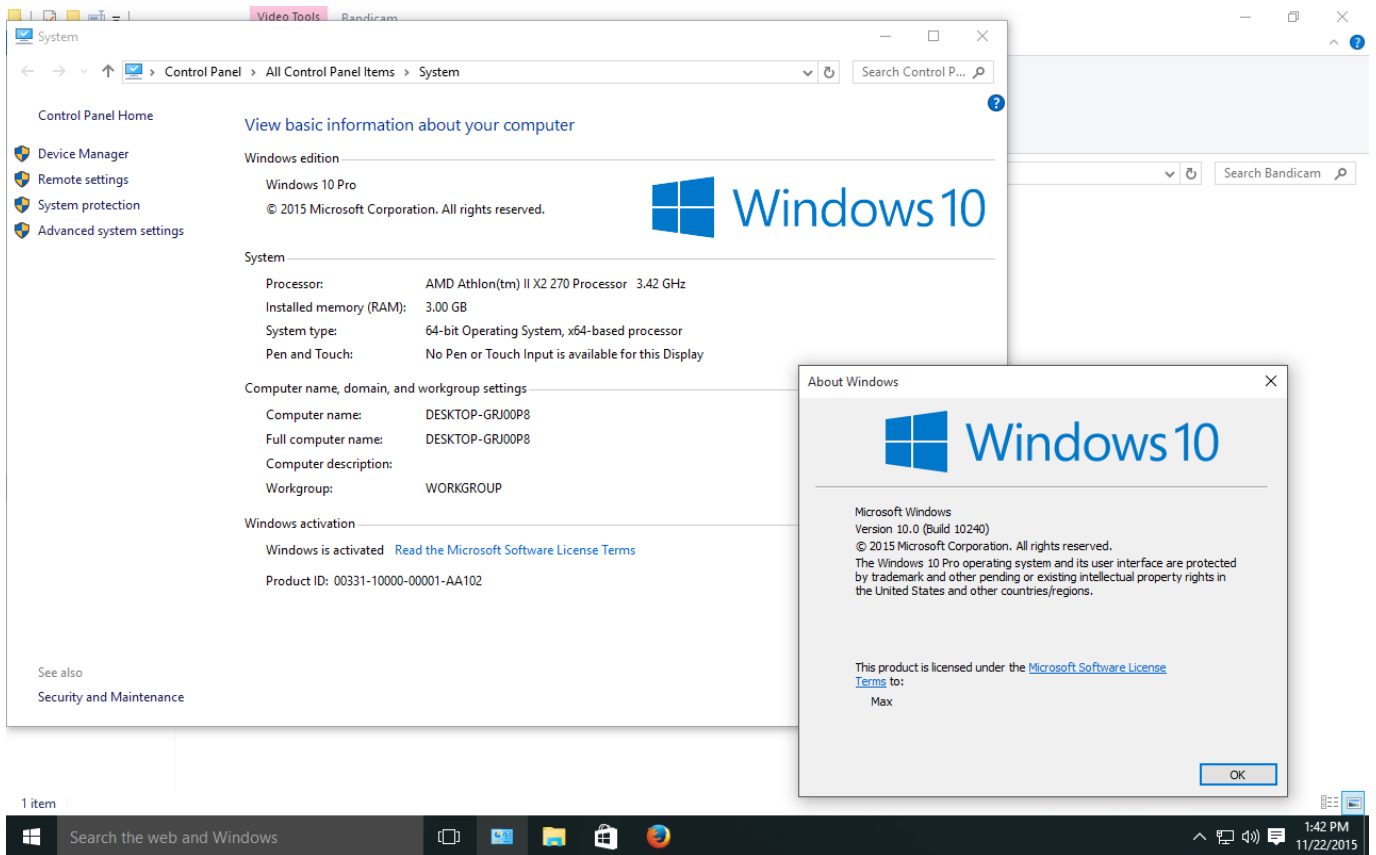 Video Tools Bandicam
System
Control Panel All Control Panel Items System
Search Control P...
Control Panel Home
Device Manager
Remote settings
System protection
Advanced system settings
See also
Security and Maintenance
View basic information about your computer
Windows edition
Windows 10 Pro
© 2015 Microsoft Corporation. All rights reserved.
Windows 10
System
Processor: AMD Athlon(tm) II X2 270 Processor 3.42 GHz
Installed memory (RAM): 3.00 GB
System type: 64-bit Operating System, x64-based processor
Pen and Touch: No Pen or Touch Input is available for this Display
Computer name, domain, and workgroup settings
Computer name: DESKTOP-GRJ00P8
Full computer name: DESKTOP-GRJ00P8
Computer description:
Workgroup: WORKGROUP
Windows activation
Windows is activated Read the Microsoft Software License Terms
Product ID: 00331-10000-00001-AA102
Search Bandicam
About Windows
Windows 10
Microsoft Windows
Version 10.0 (Build 10240)
© 2015 Microsoft Corporation. All rights reserved.
The Windows 10 Pro operating system and its user interface are protected
by trademark and other pending or existing intellectual property rights in
the United States and other countries/regions.
This product is licensed under the Microsoft Software License
Terms to:
Max
OK
1 item
Search the web and Windows
1:42 PM
11/22/2015